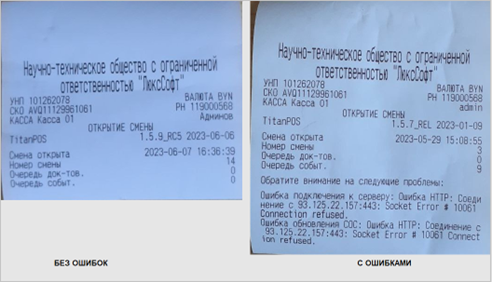 Научно-техническое общество с ограниченной
ответственностью "ЛюксСофт"
УНП 101262078 ВАЛЮТА BYN
СКО AVQ11129961061 РН 119000568
КАССА Касса 01 Админов
ОТКРЫТИЕ СМЕНЫ
TitanPOS 1.5.9_RC5 2023-06-06
Смена открыта 2023-06-07 16:36:39
Номер смены 14
Очередь док-тов. 0
Очередь событ. 0
БЕЗ ОШИБОК
Научно-техническое общество с ограниченной
ответственностью "ЛюксСофт"
УНП 101262078 ВАЛЮТА BYN
СКО AVQ11129961061 РН 119000568
КАССА Касса 01 admin
ОТКРЫТИЕ СМЕНЫ
TitanPOS 1.5.7_REL 2023-01-09
Смена открыта 2023-05-29 15:08:55
Номер смены 3
Очередь док-тов. 0
Очередь событ. 9
Обратите внимание на следующие проблемы:
Ошибка подключения к серверу: Ошибка HTTP: Соеди
нение с 93.125.22.157:443: Socket Error # 10061
Connection refused.
Ошибка обновления СОС: Ошибка HTTP: Соединение с
93.125.22.157:443: Socket Error # 10061 Connect
ion refused.
С ОШИБКАМИ